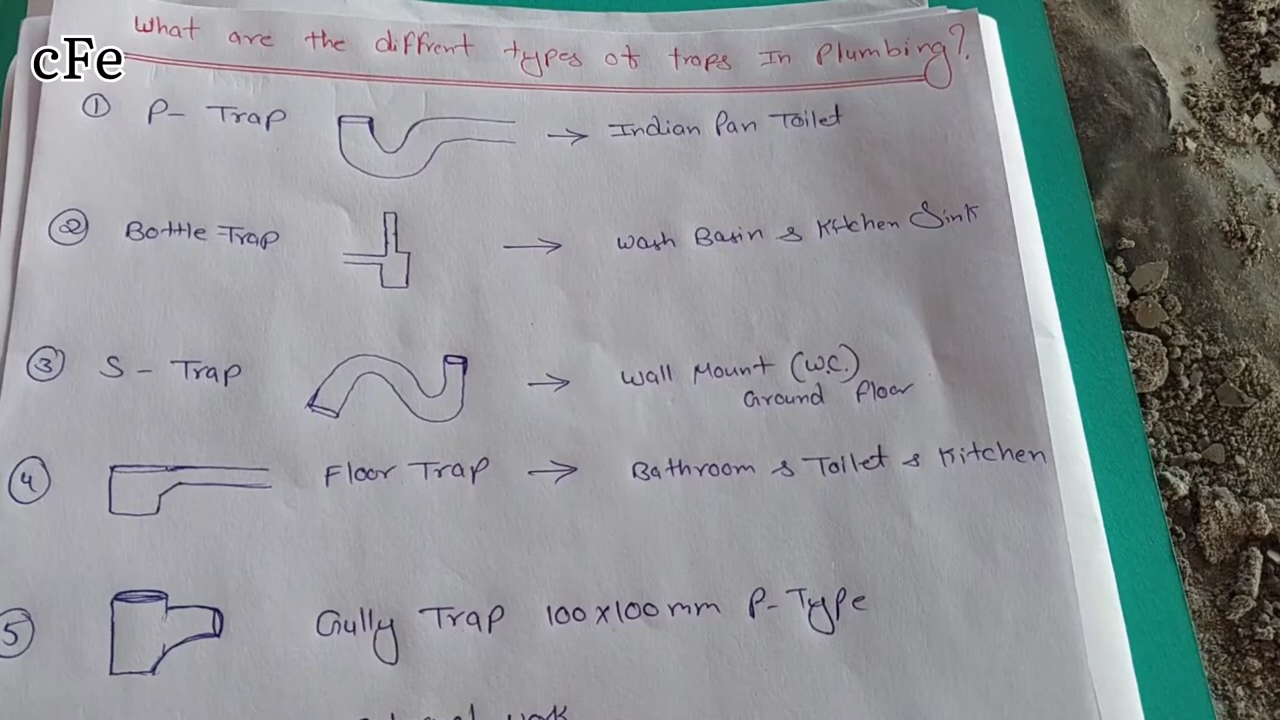 cFe
What are the diffrent types of traps In Plumbing?
① P- Trap → Indian Pan Toilet
② Bottle Trap → Wash Basin & Kitchen Sink
③ S - Trap → Wall Mount (W.C.)
Ground floor
④ Floor Trap → Bathroom & Toilet & Kitchen
⑤ Gully Trap 100x100mm P-Type